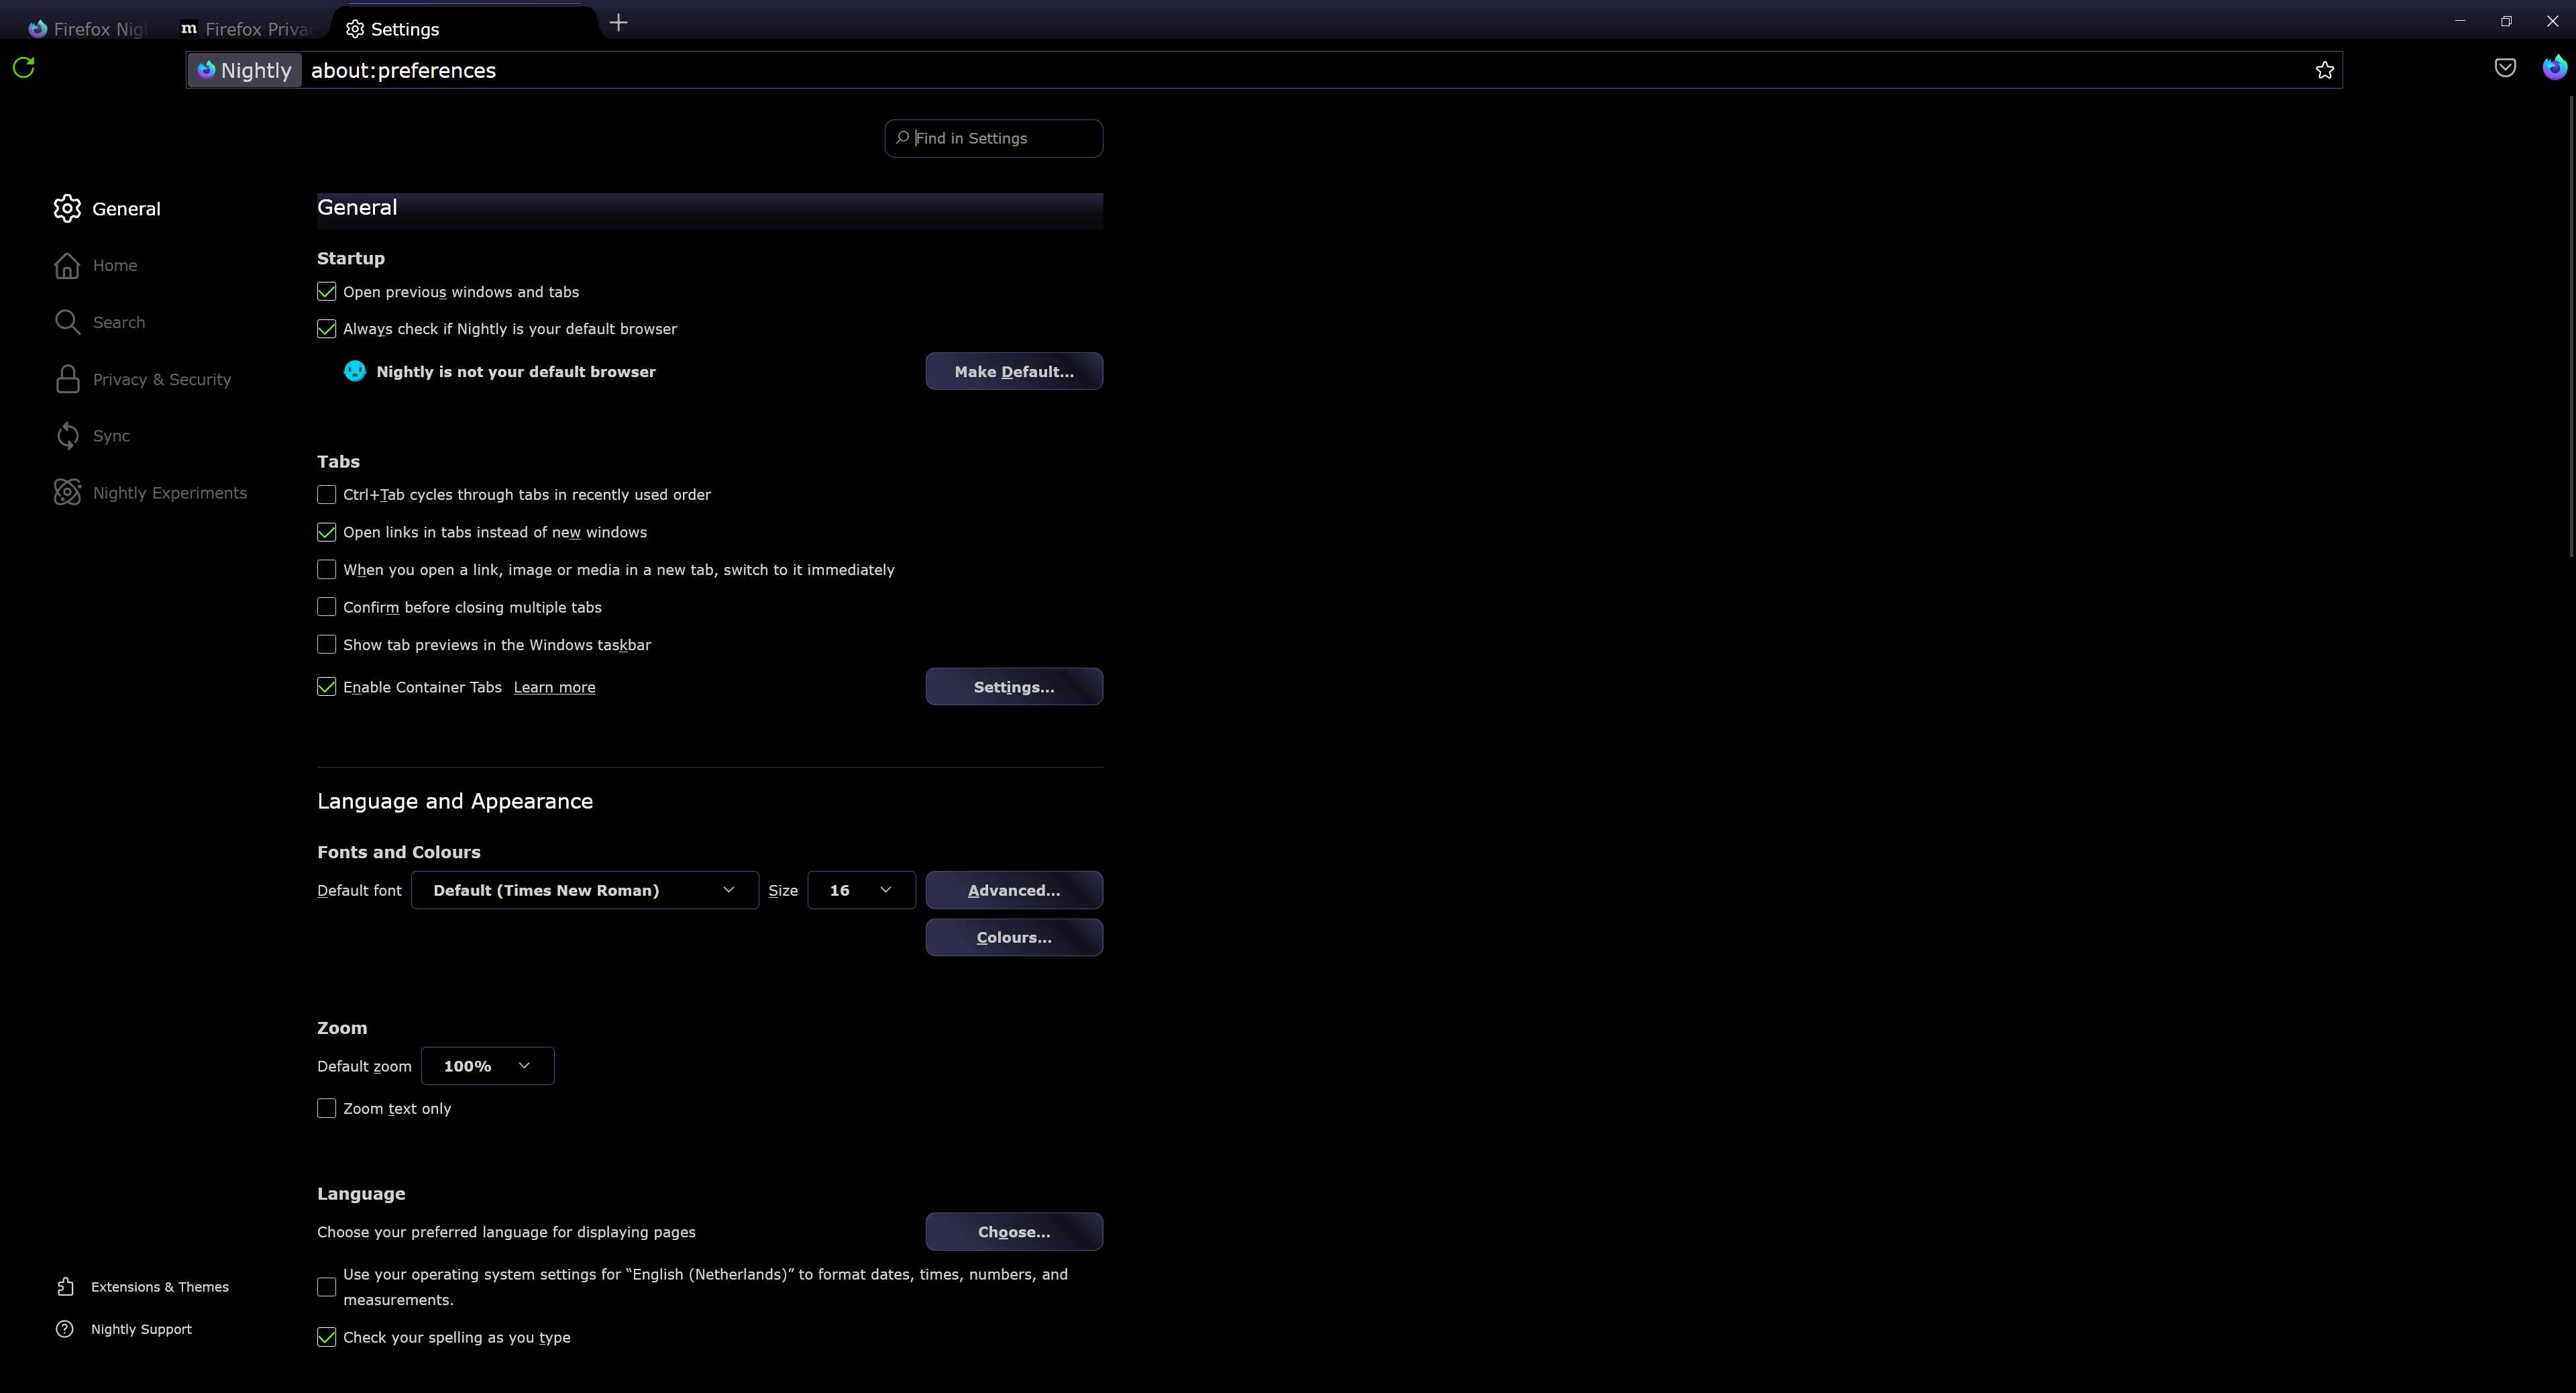 Firefox Nigh
m Firefox Privac
Settings
Nightly about:preferences
Find in Settings
General
Home
Search
Privacy & Security
Sync
Nightly Experiments
Extensions & Themes
Nightly Support
General
Startup
Open previous windows and tabs
Always check if Nightly is your default browser
Nightly is not your default browser Make Default...
Tabs
Ctrl+Tab cycles through tabs in recently used order
Open links in tabs instead of new windows
When you open a link, image or media in a new tab, switch to it immediately
Confirm before closing multiple tabs
Show tab previews in the Windows taskbar
Enable Container Tabs Learn more Settings...
Language and Appearance
Fonts and Colours
Default font Default (Times New Roman) Size 16 Advanced...
Colours...
Zoom
Default zoom 100%
Zoom text only
Language
Choose your preferred language for displaying pages Choose...
Use your operating system settings for “English (Netherlands)” to format dates, times, numbers, and
measurements.
Check your spelling as you type